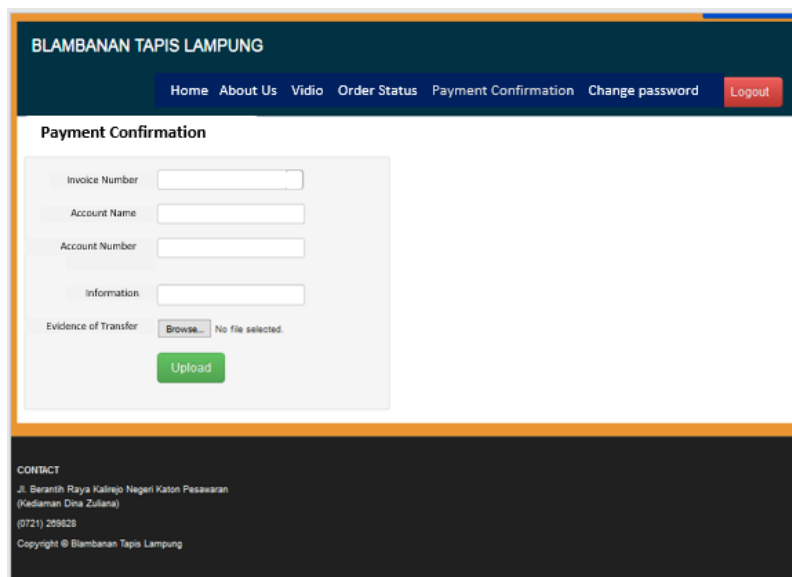 BLAMBANAN TAPIS LAMPUNG
Home About Us Vidio Order Status Payment Confirmation Change password Logout
Payment Confirmation
Invoice Number
Account Name
Account Number
Information
Evidence of Transfer Browse... No file selected.
Upload
CONTACT
Jl. Berantih Raya Kalirejo Negeri Katon Pesawaran
(Kediaman Dina Zuliana)
(0721) 269828
Copyright © Blambanan Tapis Lampung